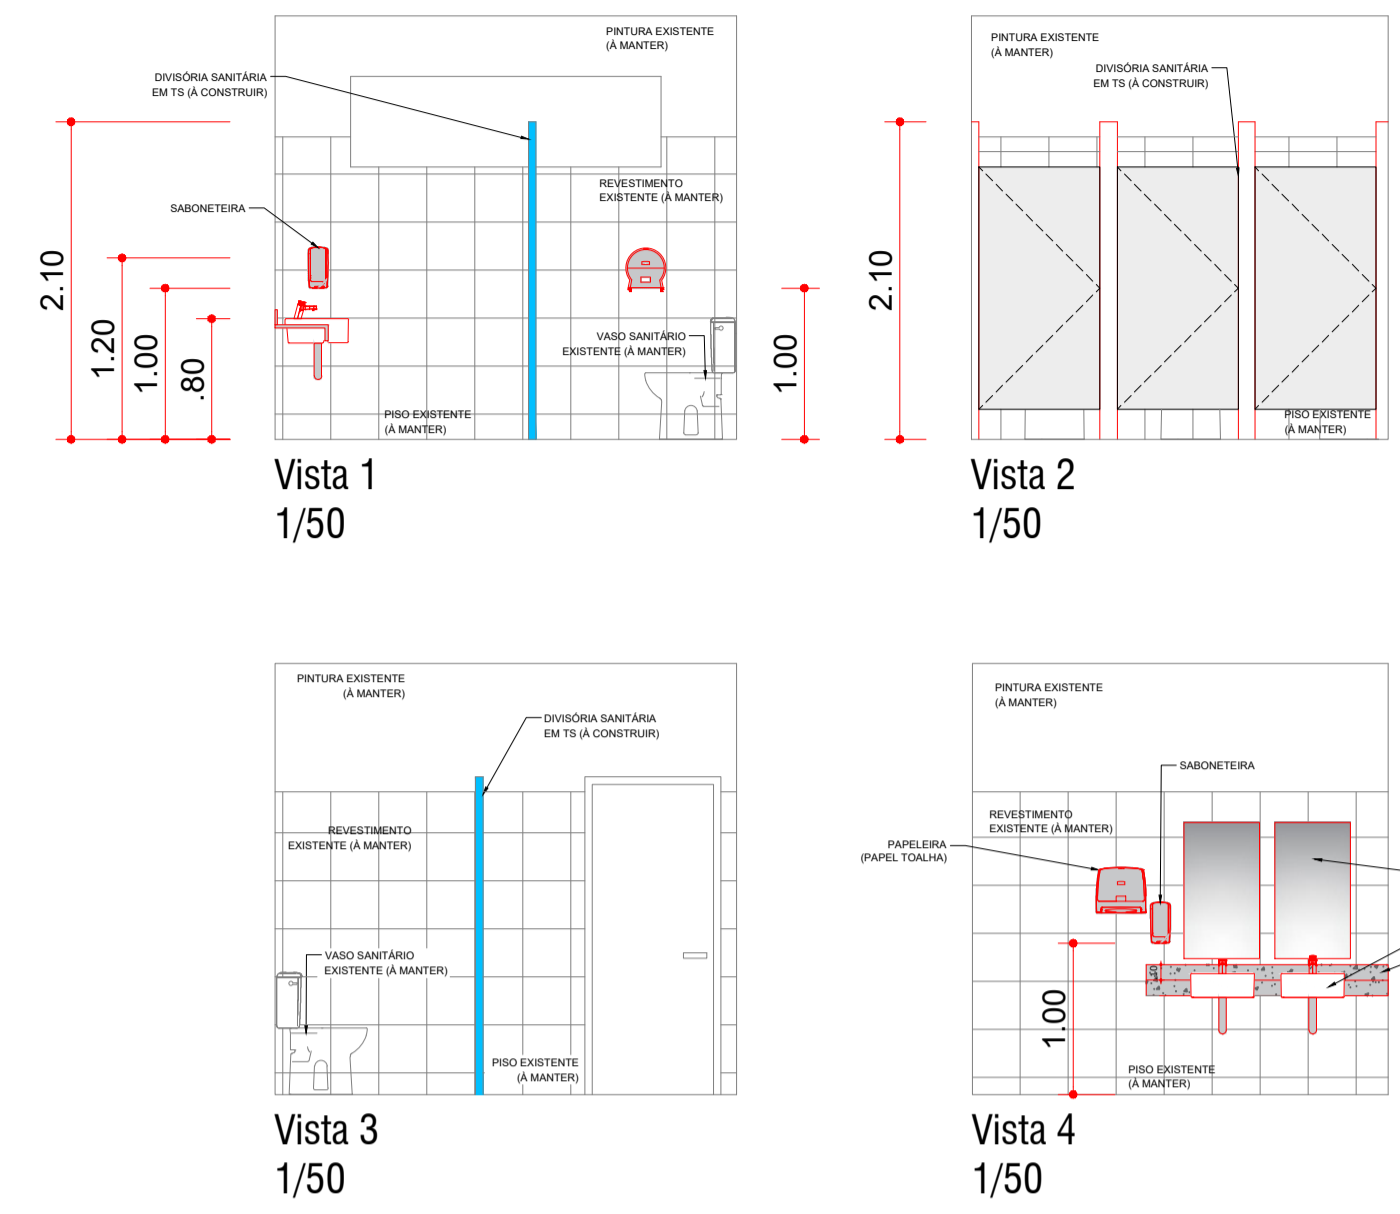 PINTURA EXISTENTE
(À MANTER)
DIVISÓRIA SANITÁRIA
EM TS (À CONSTRUIR)
REVESTIMENTO
EXISTENTE (À MANTER)
SABONETEIRA
VASO SANITÁRIO
EXISTENTE (À MANTER)
PISO EXISTENTE
(À MANTER)
2.10
1.20
1.00
.80
1.00
Vista 1
1/50
PINTURA EXISTENTE
(À MANTER)
DIVISÓRIA SANITÁRIA
EM TS (À CONSTRUIR)
2.10
PISO EXISTENTE
(À MANTER)
Vista 2
1/50
PINTURA EXISTENTE
(À MANTER)
DIVISÓRIA SANITÁRIA
EM TS (À CONSTRUIR)
REVESTIMENTO
EXISTENTE (À MANTER)
VASO SANITÁRIO
EXISTENTE (À MANTER)
PISO EXISTENTE
(À MANTER)
Vista 3
1/50
PINTURA EXISTENTE
(À MANTER)
SABONETEIRA
REVESTIMENTO
EXISTENTE (À MANTER)
PAPELEIRA
(PAPEL TOALHA)
1.00
PISO EXISTENTE
(À MANTER)
Vista 4
1/50